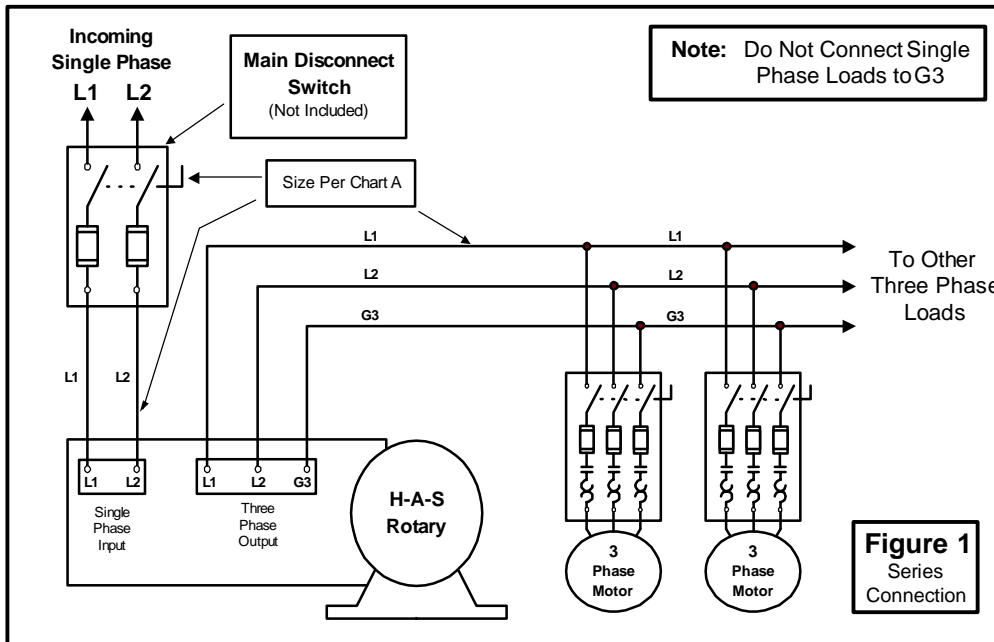 Incoming
Single Phase
L1 L2
Main Disconnect
Switch
(Not Included)
Note: Do Not Connect Single
Phase Loads to G3
Size Per Chart A
L1 L1
L2 L2
G3 G3
To Other
Three Phase
Loads
L1 L2
L1 L2
Single
Phase
Input
L1 L2 G3
Three
Phase
Output
H-A-S
Rotary
3
Phase
Motor
3
Phase
Motor
Figure 1
Series
Connection